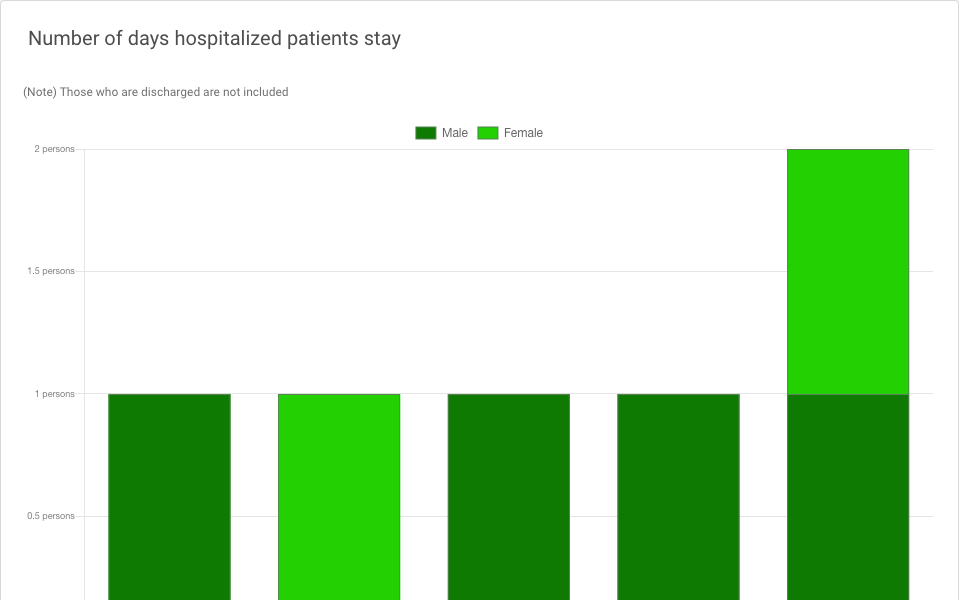 Number of days hospitalized patients stay
(Note) Those who are discharged are not included
Male Female
2 persons
1.5 persons
1 persons
0.5 persons